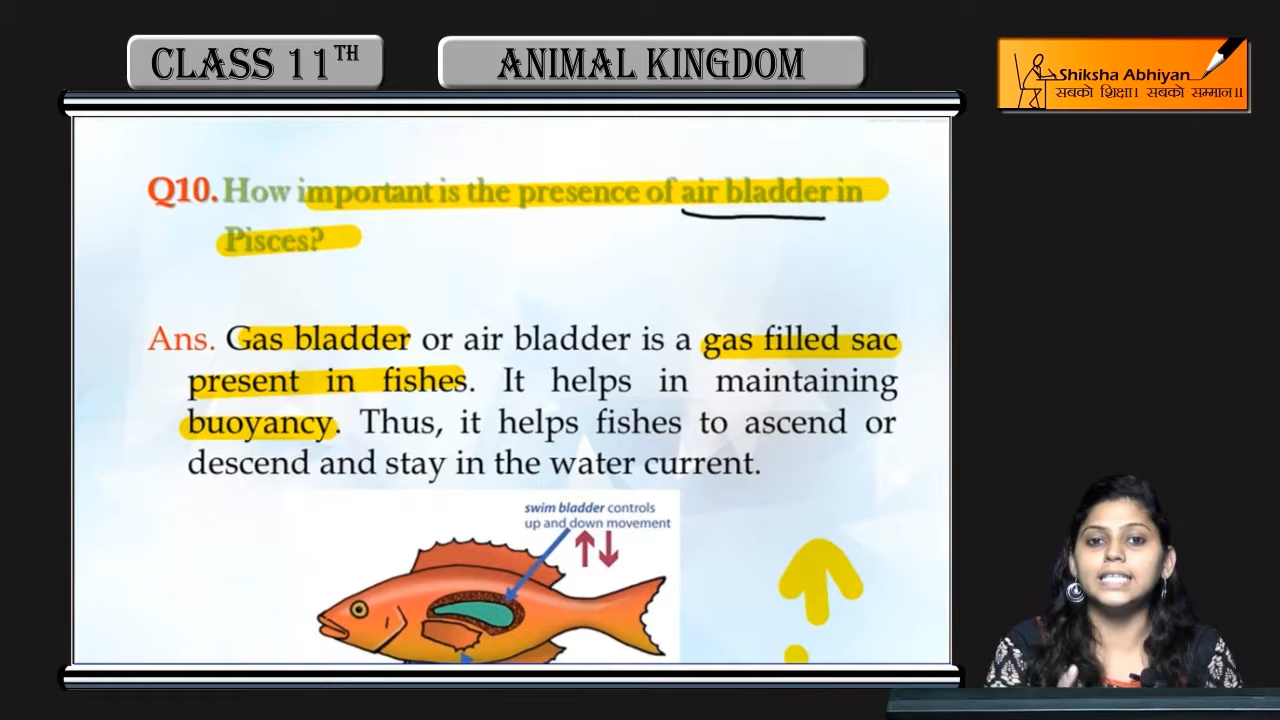 CLASS 11TH
ANIMAL KINGDOM
Shiksha Abhiyan
सबको शिक्षा। सबको सम्मान॥
Q10. How important is the presence of air bladder in
Pisces?
Ans. Gas bladder or air bladder is a gas filled sac
present in fishes. It helps in maintaining
buoyancy. Thus, it helps fishes to ascend or
descend and stay in the water current.
swim bladder controls
up and down movement